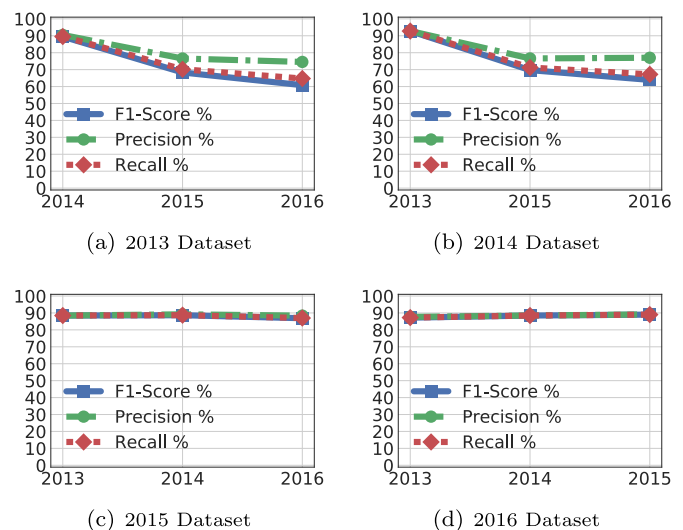 100
90
80
70
60
50
40
30
20
10
0
F1-Score %
Precision %
Recall %
2014 2015 2016
(a) 2013 Dataset
100
90
80
70
60
50
40
30
20
10
0
F1-Score %
Precision %
Recall %
2013 2015 2016
(b) 2014 Dataset
100
90
80
70
60
50
40
30
20
10
0
F1-Score %
Precision %
Recall %
2013 2014 2016
(c) 2015 Dataset
100
90
80
70
60
50
40
30
20
10
0
F1-Score %
Precision %
Recall %
2013 2014 2015
(d) 2016 Dataset